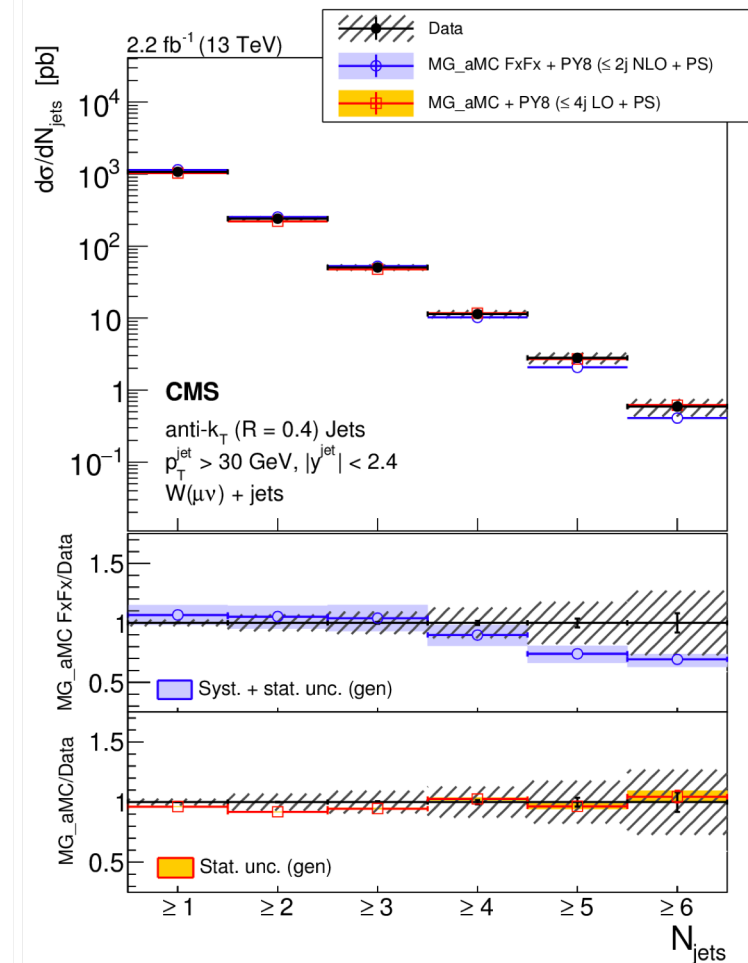 2.2 fb⁻¹ (13 TeV)
Data
MG_aMC FxFx + PY8 (≤ 2j NLO + PS)
MG_aMC + PY8 (≤ 4j LO + PS)
dσ/dN_jets [pb]
10⁴
10³
10²
10
1
10⁻¹
CMS
anti-k_T (R = 0.4) Jets
p_T^jet > 30 GeV, |y^jet| < 2.4
W(μν) + jets
MG_aMC FxFx/Data
1.5
1
0.5
Syst. + stat. unc. (gen)
MG_aMC/Data
1.5
1
0.5
Stat. unc. (gen)
≥ 1 ≥ 2 ≥ 3 ≥ 4 ≥ 5 ≥ 6
N_jets